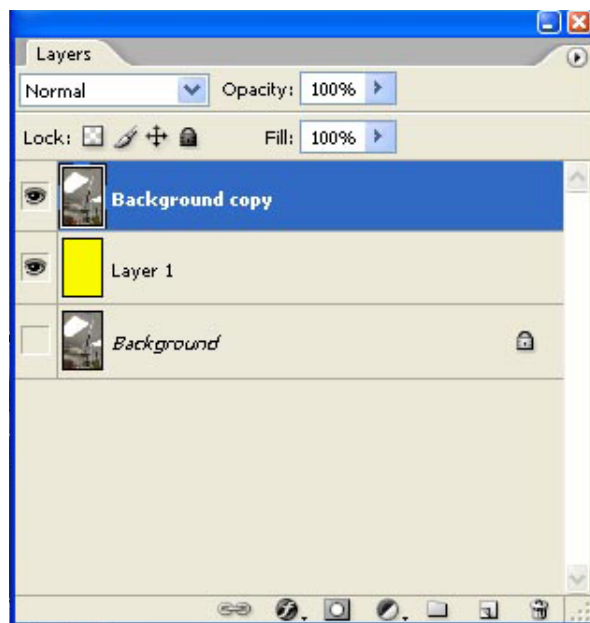 Layers
Normal Opacity: 100%
Lock: Fill: 100%
Background copy
Layer 1
Background